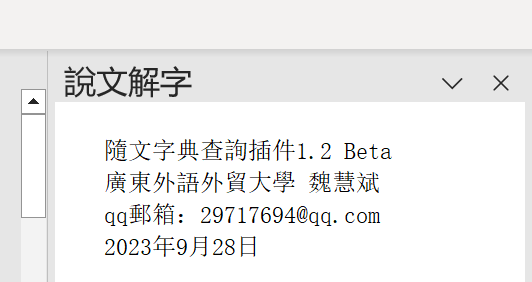 說文解字
隨文字典查詢插件1.2 Beta
廣東外語外貿大學 魏慧斌
qq郵箱：29717694@qq.com
2023年9月28日